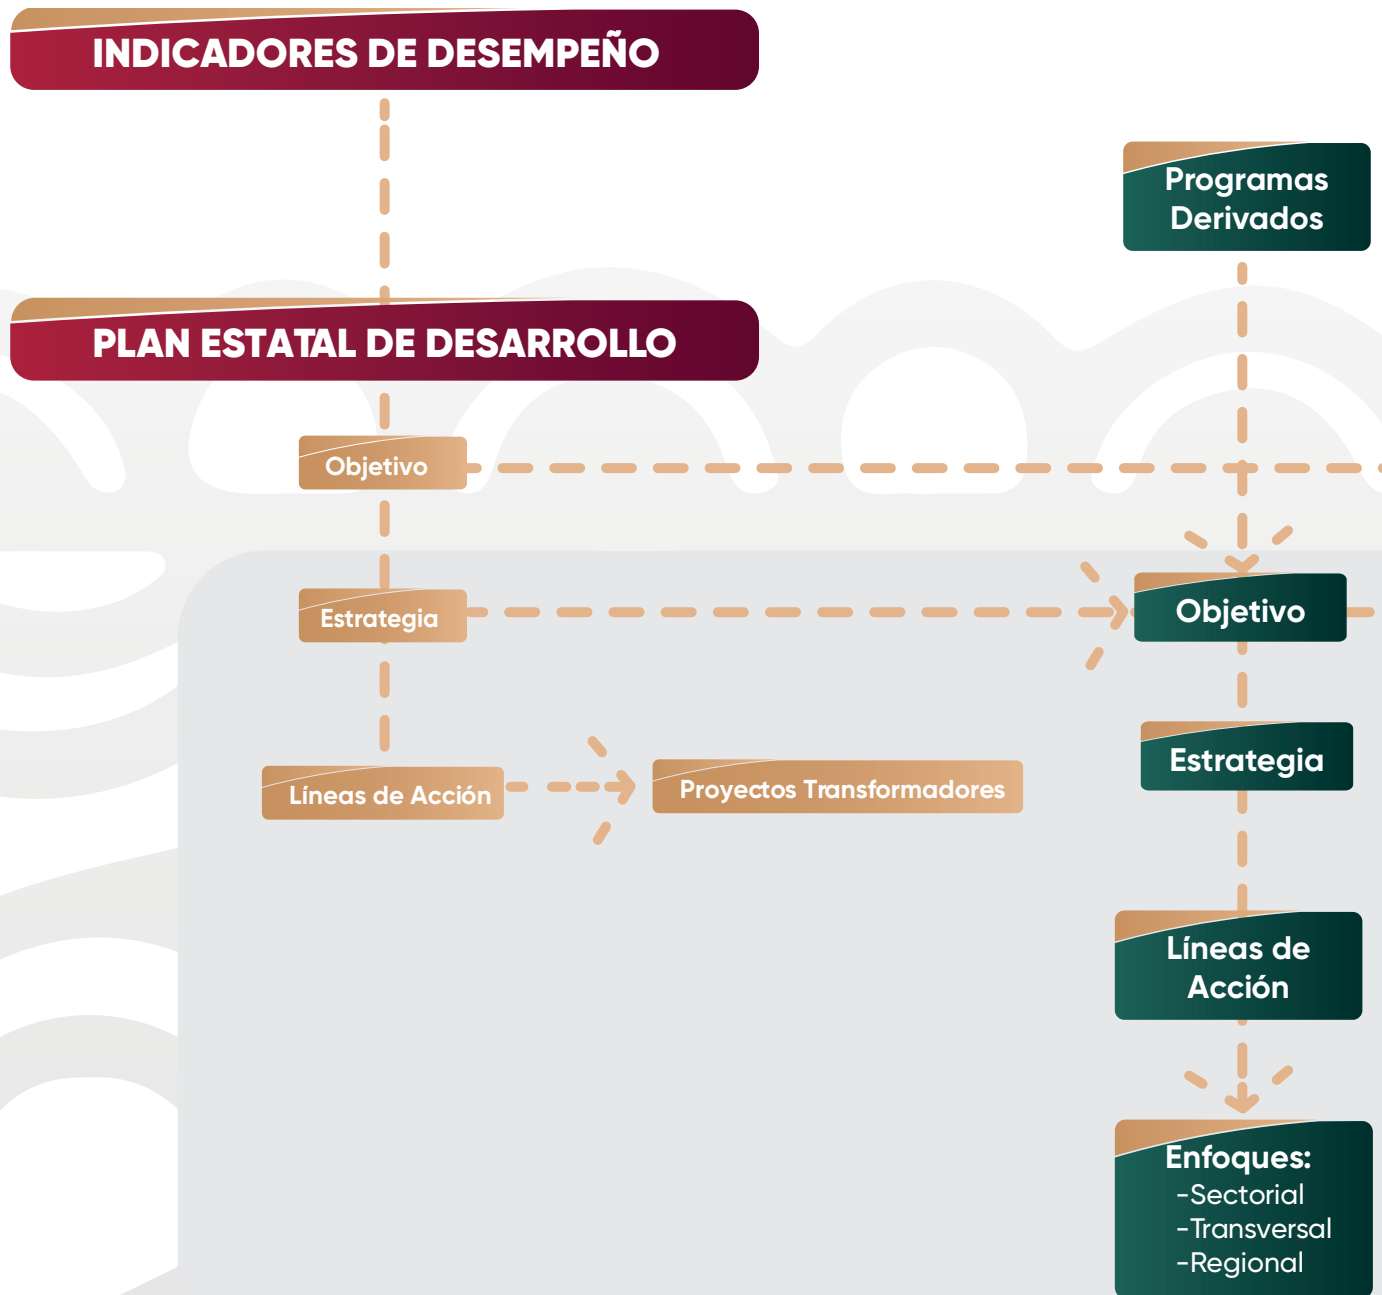 INDICADORES DE DESEMPEÑO
Programas
Derivados
PLAN ESTATAL DE DESARROLLO
Objetivo
Estrategia
Objetivo
Estrategia
Líneas de Acción
Proyectos Transformadores
Líneas de
Acción
Enfoques:
-Sectorial
-Transversal
-Regional